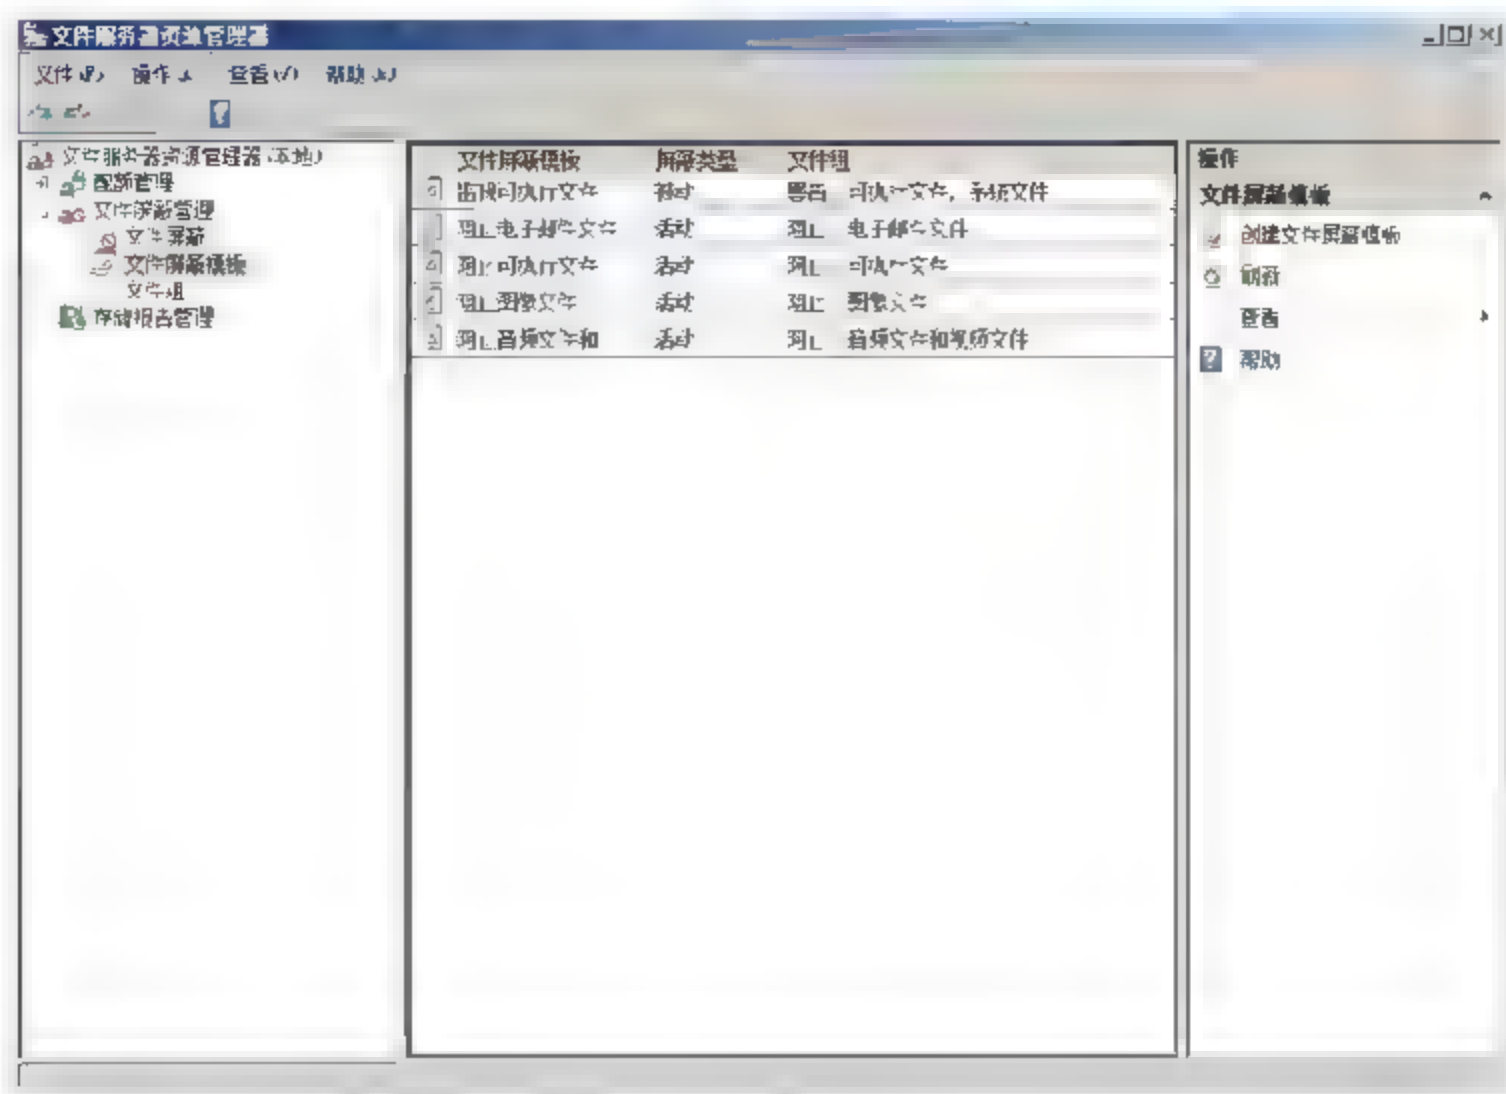 文件服务器资源管理器
文件(F) 操作(A) 查看(V) 帮助(H)
文件服务器资源管理器(本地)
配额管理
文件屏蔽管理
文件屏蔽
文件屏蔽模板
文件组
存储报告管理
文件屏蔽模板 屏蔽类型 文件组
监视可执行文件 被动 警告: 可执行文件, 系统文件
阻止电子邮件文件 活动 阻止: 电子邮件文件
阻止可执行文件 活动 阻止: 可执行文件
阻止图像文件 活动 阻止: 图像文件
阻止音频文件和 活动 阻止: 音频文件和视频文件
操作
文件屏蔽模板
创建文件屏蔽模板
刷新
查看
帮助